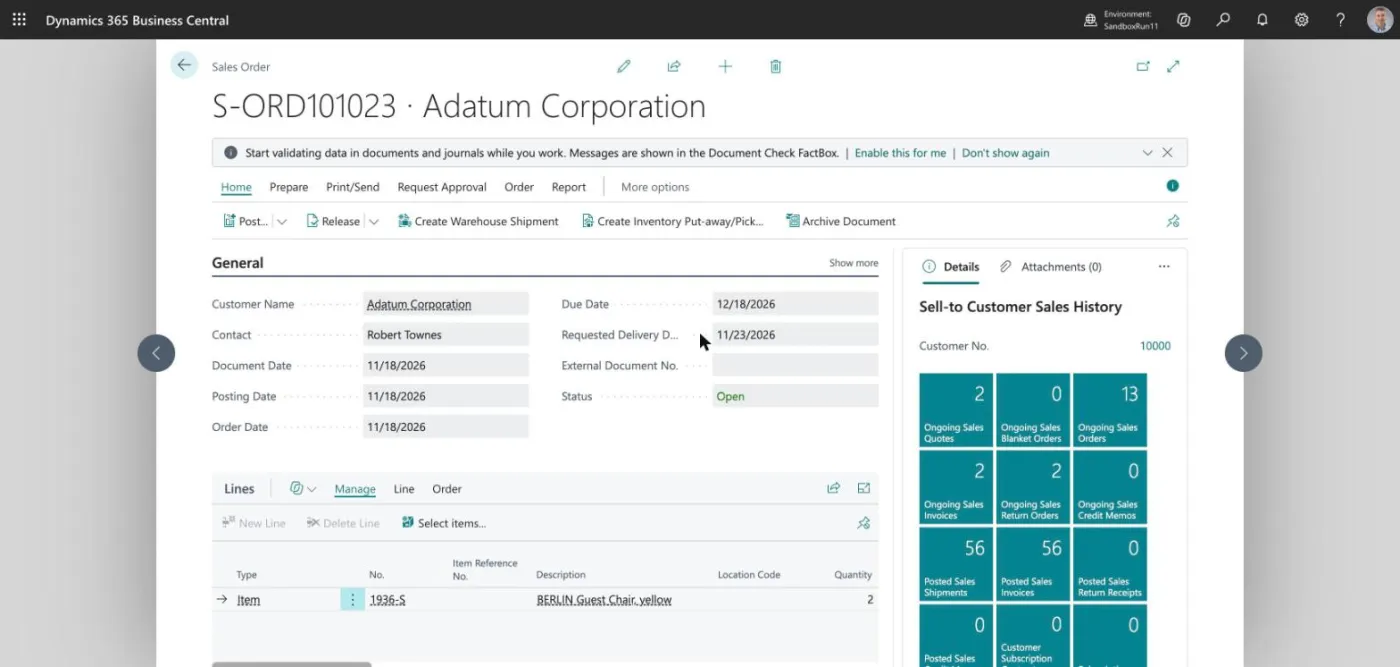 Dynamics 365 Business Central
Environment:
SandboxRun11
Sales Order
S-ORD101023 · Adatum Corporation
Start validating data in documents and journals while you work. Messages are shown in the Document Check FactBox. | Enable this for me | Don't show again
Home Prepare Print/Send Request Approval Order Report More options
Post... Release Create Warehouse Shipment Create Inventory Put-away/Pick... Archive Document
General Show more
Customer Name Adatum Corporation
Contact Robert Townes
Document Date 11/18/2026
Posting Date 11/18/2026
Order Date 11/18/2026
Due Date 12/18/2026
Requested Delivery D... 11/23/2026
External Document No.
Status Open
Lines Manage Line Order
New Line Delete Line Select items...
Type No. Item Reference No. Description Location Code Quantity
Item 1936-S BERLIN Guest Chair, yellow 2
Details Attachments (0)
Sell-to Customer Sales History
Customer No. 10000
2 0 13
Ongoing Sales Quotes Ongoing Sales Blanket Orders Ongoing Sales Orders
2 2 0
Ongoing Sales Invoices Ongoing Sales Return Orders Ongoing Sales Credit Memos
56 56 0
Posted Sales Shipments Posted Sales Invoices Posted Sales Return Receipts
0 0 0
Posted Sales Customer Subscription